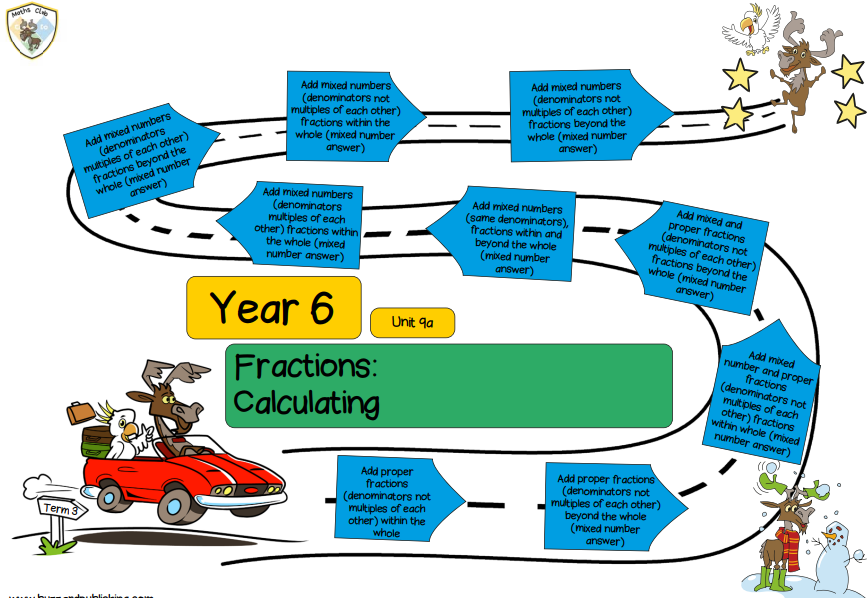 Maths Club
Add mixed numbers
(denominators not
multiples of each other)
fractions within the
whole (mixed number
answer)
Add mixed numbers
(denominators not
multiples of each other)
fractions beyond the
whole (mixed number
answer)
Add mixed numbers
(denominators
multiples of each other)
fractions beyond the
whole (mixed number
answer)
Add mixed numbers
(denominators
multiples of each
other) fractions within
the whole (mixed
number answer)
Add mixed numbers
(same denominators),
fractions within and
beyond the whole
(mixed number
answer)
Add mixed and
proper fractions
(denominators not
multiples of each other)
fractions beyond the
whole (mixed number
answer)
Year 6
Unit 9a
Fractions:
Calculating
Add mixed
number and proper
fractions
(denominators not
multiples of each
other) fractions
within whole (mixed
number answer)
Add proper
fractions
(denominators not
multiples of each
other) within the
whole
Add proper fractions
(denominators not
multiples of each other)
beyond the whole
(mixed number
answer)
Term 3